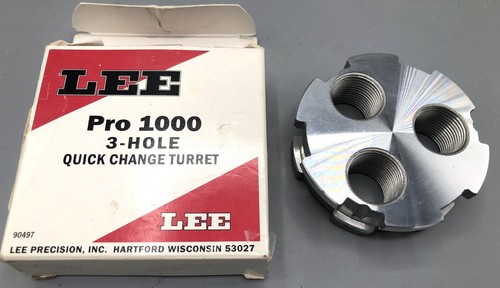 LEE
Pro 1000
3-HOLE
QUICK CHANGE TURRET
LEE
90497
LEE PRECISION, INC. HARTFORD WISCONSIN 53027